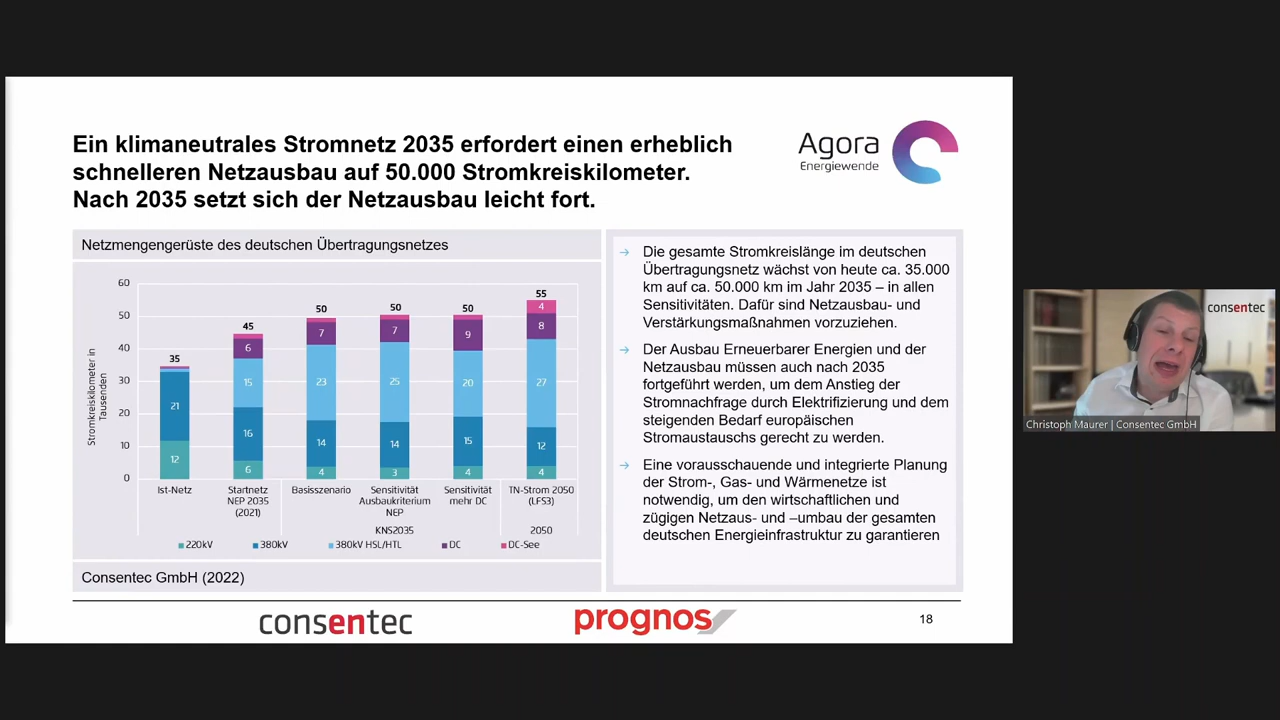 Ein klimaneutrales Stromnetz 2035 erfordert einen erheblich
schnelleren Netzausbau auf 50.000 Stromkreiskilometer.
Nach 2035 setzt sich der Netzausbau leicht fort.
Agora
Energiewende
Netzmengengerüste des deutschen Übertragungsnetzes
Stromkreiskilometer in
Tausenden
60
50
40
30
20
10
0
35
21
12
45
6
15
16
6
50
7
23
14
4
50
7
25
14
3
50
9
20
15
4
55
4
8
27
12
4
Ist-Netz
Startnetz
NEP 2035
(2021)
Basisszenario
Sensitivität
Ausbaukriterium
NEP
Sensitivität
mehr DC
TN-Strom 2050
(LFS3)
KNS2035
2050
220kV
380kV
380kV HSL/HTL
DC
DC-See
Consentec GmbH (2022)
→ Die gesamte Stromkreislänge im deutschen
Übertragungsnetz wächst von heute ca. 35.000
km auf ca. 50.000 km im Jahr 2035 – in allen
Sensitivitäten. Dafür sind Netzausbau- und
Verstärkungsmaßnahmen vorzuziehen.
→ Der Ausbau Erneuerbarer Energien und der
Netzausbau müssen auch nach 2035
fortgeführt werden, um dem Anstieg der
Stromnachfrage durch Elektrifizierung und dem
steigenden Bedarf europäischen
Stromaustauschs gerecht zu werden.
→ Eine vorausschauende und integrierte Planung
der Strom-, Gas- und Wärmenetze ist
notwendig, um den wirtschaftlichen und
zügigen Netzaus- und –umbau der gesamten
deutschen Energieinfrastruktur zu garantieren
consentec
prognos
18
consentec
Christoph Maurer | Consentec GmbH